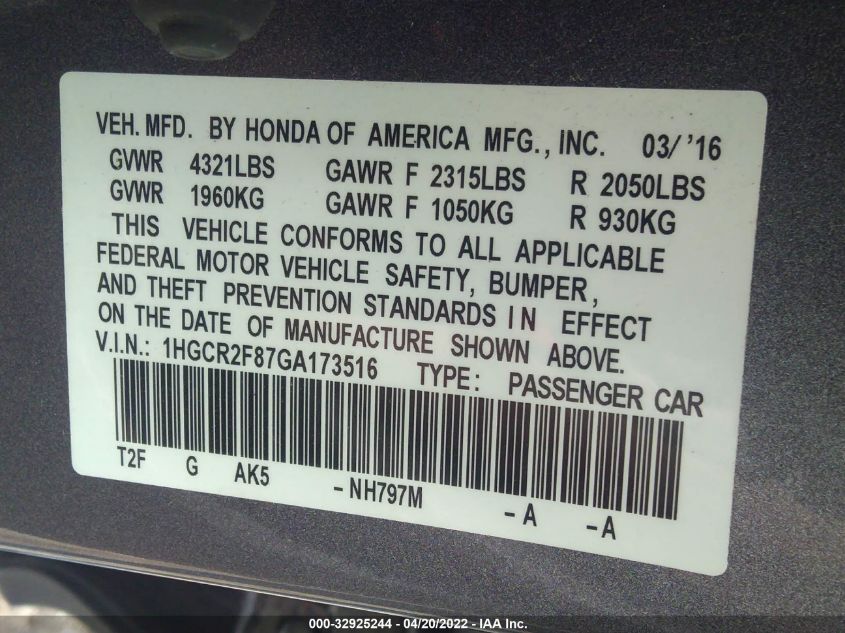 VEH. MFD. BY HONDA OF AMERICA MFG., INC. 03/ '16
GVWR 4321LBS GAWR F 2315LBS R 2050LBS
GVWR 1960KG GAWR F 1050KG R 930KG
THIS VEHICLE CONFORMS TO ALL APPLICABLE
FEDERAL MOTOR VEHICLE SAFETY, BUMPER,
AND THEFT PREVENTION STANDARDS IN EFFECT
ON THE DATE OF MANUFACTURE SHOWN ABOVE.
V.I.N.: 1HGCR2F87GA173516 TYPE: PASSENGER CAR
T2F G AK5 -NH797M -A -A
000-32925244 - 04/20/2022 - IAA Inc.